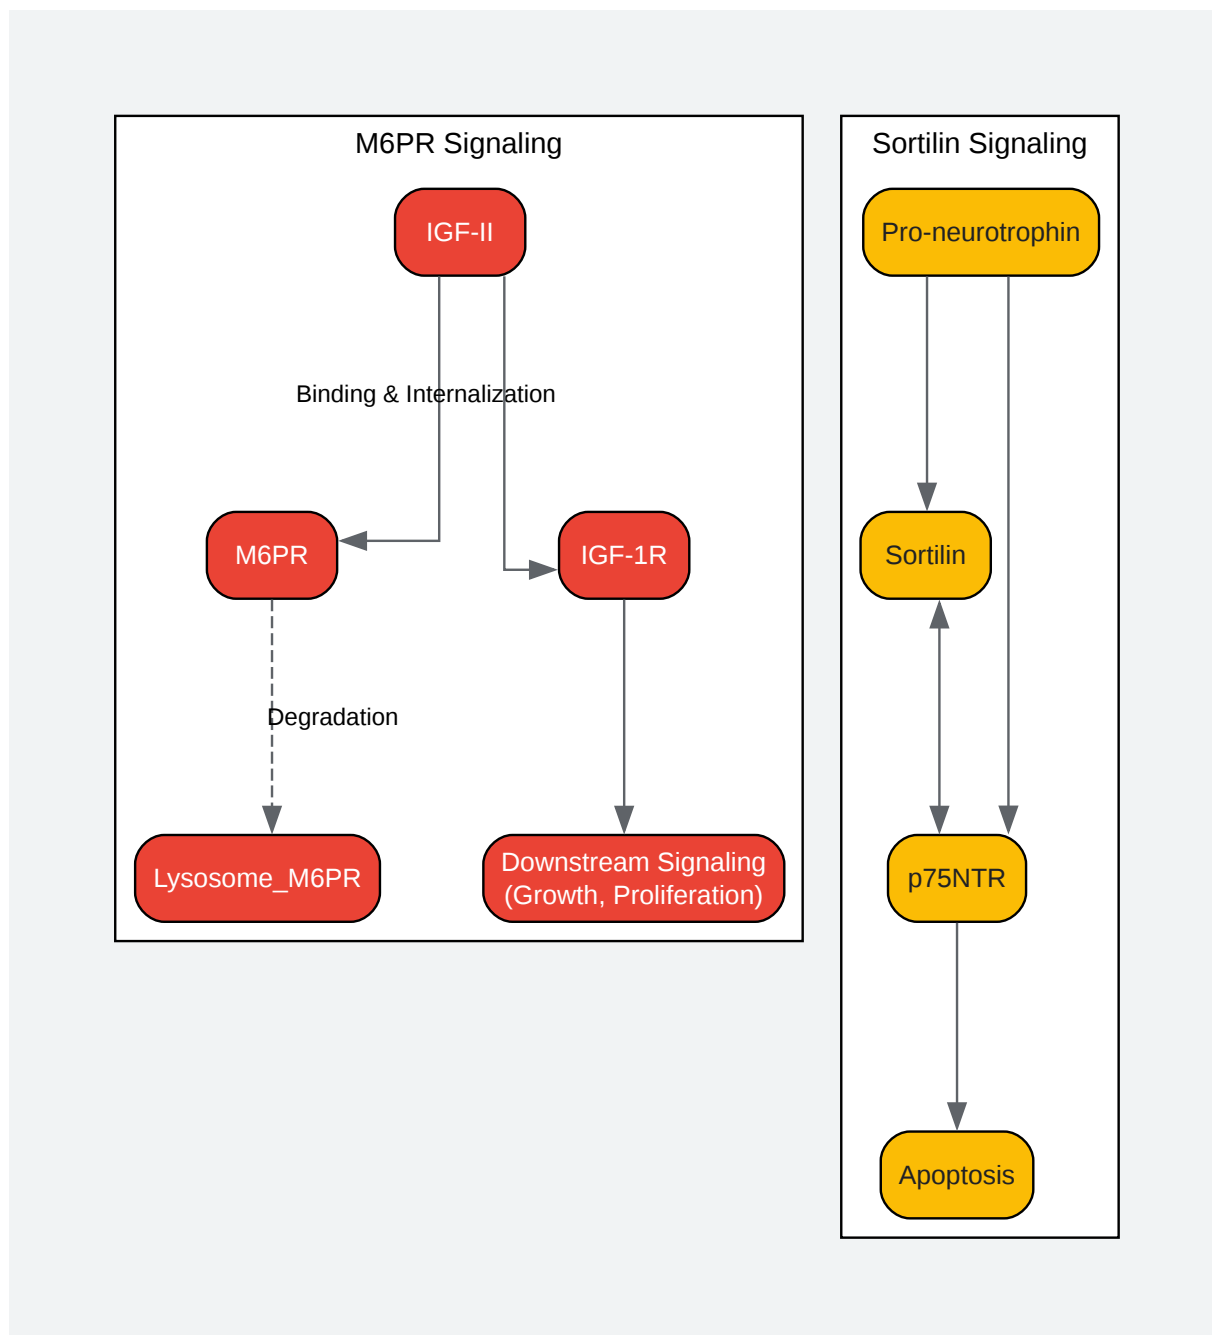 M6PR Signaling
IGF-II
Binding & Internalization
M6PR
IGF-1R
Degradation
Lysosome_M6PR
Downstream Signaling
(Growth, Proliferation)
Sortilin Signaling
Pro-neurotrophin
Sortilin
p75NTR
Apoptosis